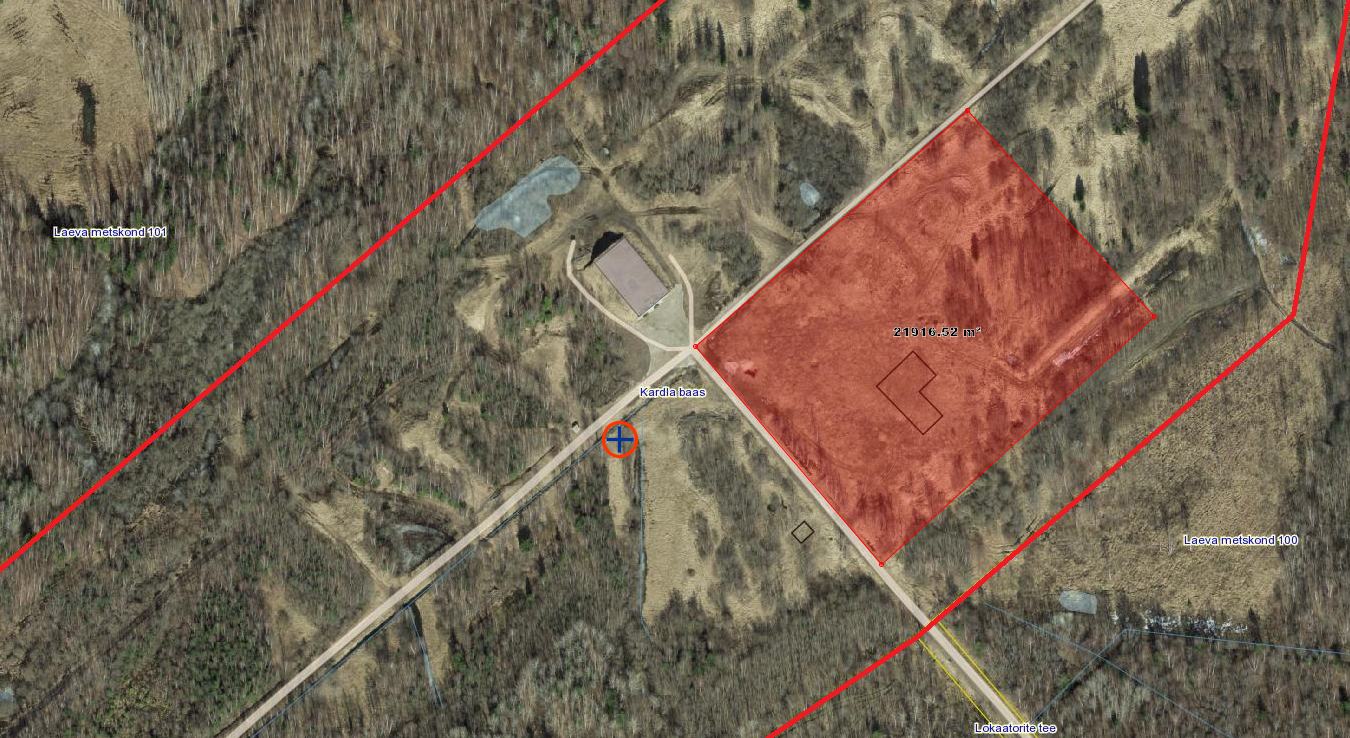 Laeva metskond 101
21916.52 m²
Kardla baas
Laeva metskond 100
Lokaatorite tee